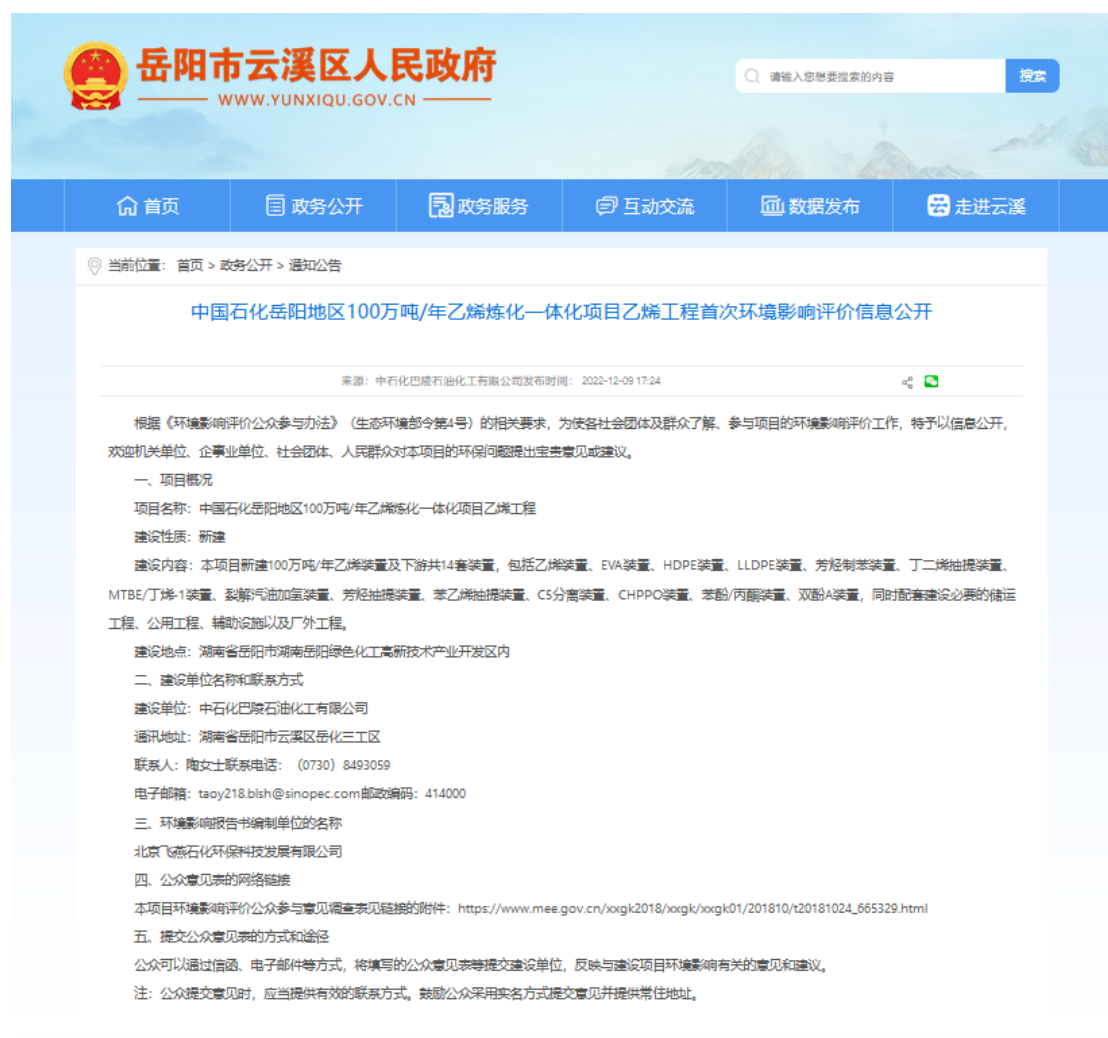 岳阳市云溪区人民政府
WWW.YUNXIQU.GOV.CN
请输入您想要搜索的内容
搜索
首页
政务公开
政务服务
互动交流
数据发布
走进云溪
当前位置： 首页 > 政务公开 > 通知公告
中国石化岳阳地区100万吨/年乙烯炼化一体化项目乙烯工程首次环境影响评价信息公开
来源：中石化巴陵石油化工有限公司发布时间： 2022-12-09 17:24
根据《环境影响评价公众参与办法》（生态环境部令第4号）的相关要求，为使各社会团体及群众了解、参与项目的环境影响评价工作，特予以信息公开，
欢迎机关单位、企事业单位、社会团体、人民群众对本项目的环保问题提出宝贵意见或建议。
一、项目概况
项目名称：中国石化岳阳地区100万吨/年乙烯炼化一体化项目乙烯工程
建设性质：新建
建设内容：本项目新建100万吨/年乙烯装置及下游共14套装置，包括乙烯装置、EVA装置、HDPE装置、LLDPE装置、芳烃制苯装置、丁二烯抽提装置、
MTBE/丁烯-1装置、裂解汽油加氢装置、芳烃抽提装置、苯乙烯抽提装置、C5分离装置、CHPPO装置、苯酚/丙酮装置、双酚A装置，同时配套建设必要的储运
工程、公用工程、辅助设施以及厂外工程。
建设地点：湖南省岳阳市湖南岳阳绿色化工高新技术产业开发区内
二、建设单位名称和联系方式
建设单位：中石化巴陵石油化工有限公司
通讯地址：湖南省岳阳市云溪区岳化三工区
联系人：陶女士联系电话：（0730）8493059
电子邮箱：taoy218.blsh@sinopec.com邮政编码：414000
三、环境影响报告书编制单位的名称
北京飞燕石化环保科技发展有限公司
四、公众意见表的网络链接
本项目环境影响评价公众参与意见调查表见链接的附件：https://www.mee.gov.cn/xxgk2018/xxgk/xxgk01/201810/t20181024_665329.html
五、提交公众意见表的方式和途径
公众可以通过信函、电子邮件等方式，将填写的公众意见表等提交建设单位，反映与建设项目环境影响有关的意见和建议。
注：公众提交意见时，应当提供有效的联系方式。鼓励公众采用实名方式提交意见并提供常住地址。